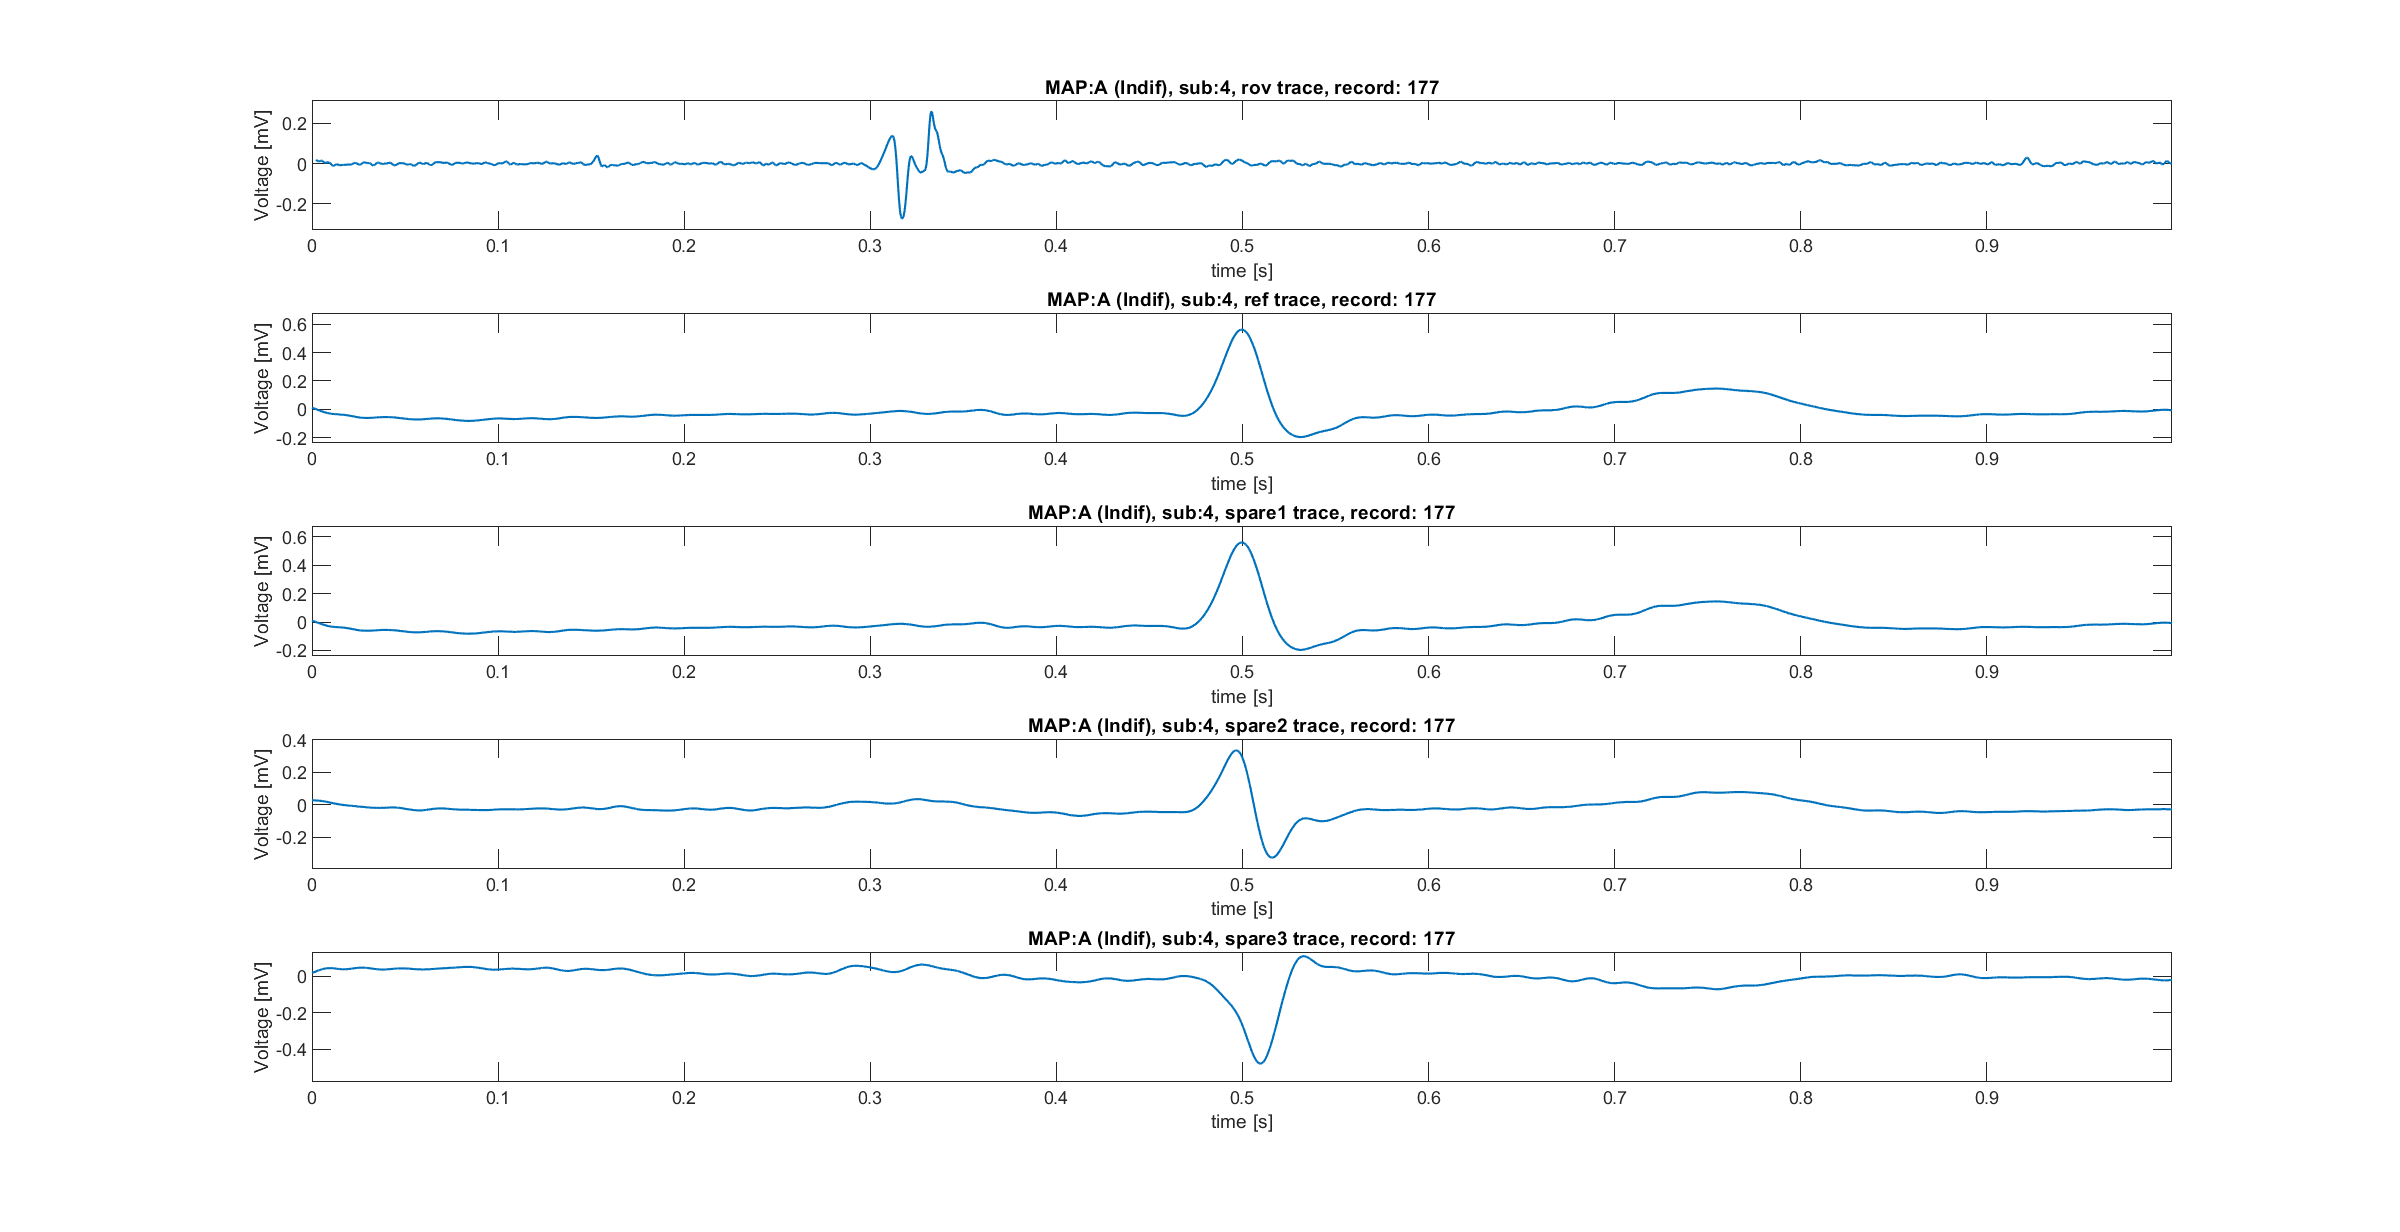 MAP:A (Indif), sub:4, rov trace, record: 177
Voltage [mV]
0.2
0
-0.2
0 0.1 0.2 0.3 0.4 0.5 0.6 0.7 0.8 0.9
time [s]
MAP:A (Indif), sub:4, ref trace, record: 177
Voltage [mV]
0.6
0.4
0.2
0
-0.2
0 0.1 0.2 0.3 0.4 0.5 0.6 0.7 0.8 0.9
time [s]
MAP:A (Indif), sub:4, spare1 trace, record: 177
Voltage [mV]
0.6
0.4
0.2
0
-0.2
0 0.1 0.2 0.3 0.4 0.5 0.6 0.7 0.8 0.9
time [s]
MAP:A (Indif), sub:4, spare2 trace, record: 177
Voltage [mV]
0.4
0.2
0
-0.2
0 0.1 0.2 0.3 0.4 0.5 0.6 0.7 0.8 0.9
time [s]
MAP:A (Indif), sub:4, spare3 trace, record: 177
Voltage [mV]
0
-0.2
-0.4
0 0.1 0.2 0.3 0.4 0.5 0.6 0.7 0.8 0.9
time [s]